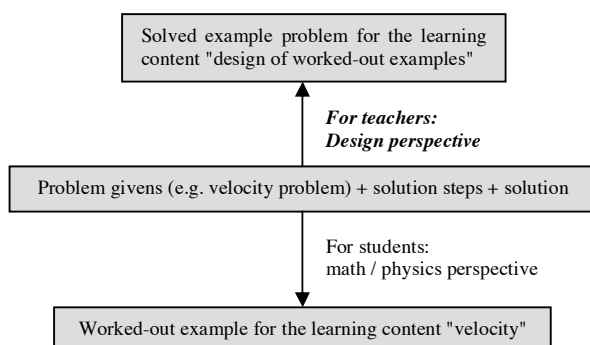 Solved example problem for the learning
content "design of worked-out examples"
For teachers:
Design perspective
Problem givens (e.g. velocity problem) + solution steps + solution
For students:
math / physics perspective
Worked-out example for the learning content "velocity"